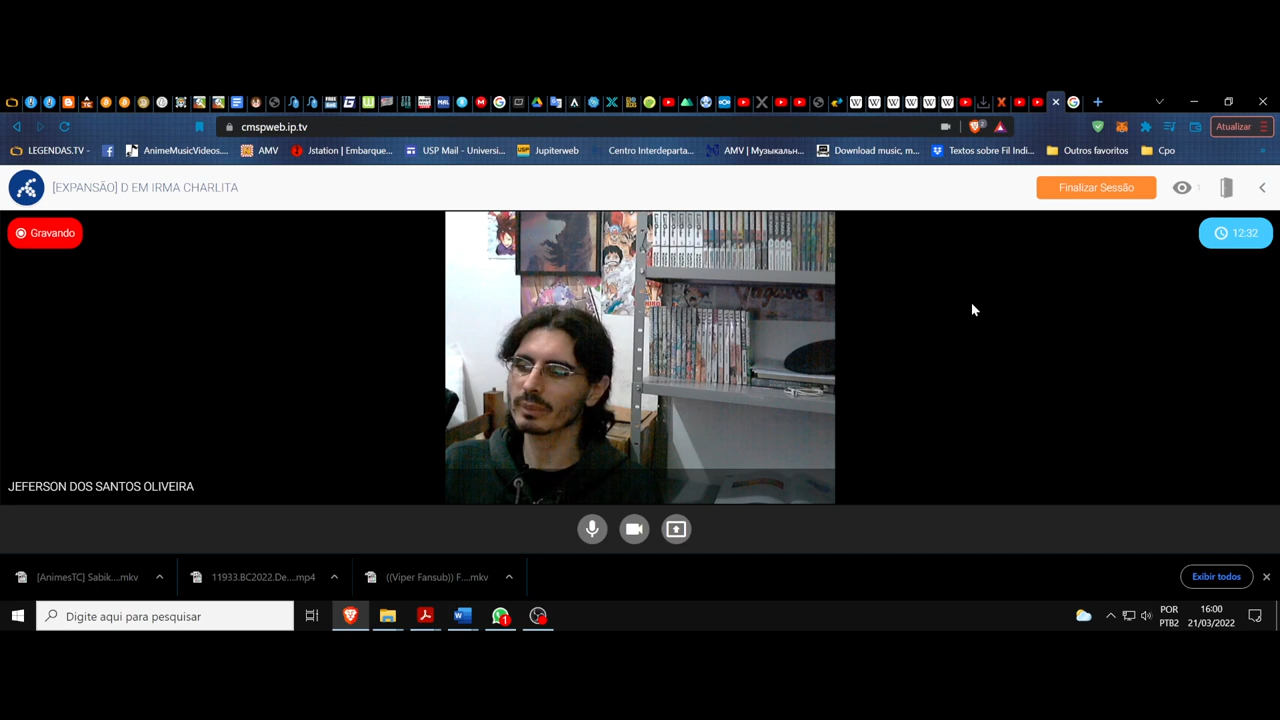 cmspweb.ip.tv
2
Atualizar
LEGENDAS.TV -
AnimeMusicVideos....
AMV
Jstation | Embarque...
USP Mail - Universi...
Jupiterweb
Centro Interdeparta...
AMV | Музыкальн...
Download music, m...
Textos sobre Fil Indi...
Outros favoritos
Cpo
»
[EXPANSÃO] D EM IRMA CHARLITA
Finalizar Sessão
1
Gravando
12:32
JEFERSON DOS SANTOS OLIVEIRA
[AnimesTC] Sabik....mkv
11933.BC2022.De....mp4
((Viper Fansub)) F....mkv
Exibir todos
Digite aqui para pesquisar
1
POR
PTB2
16:00
21/03/2022